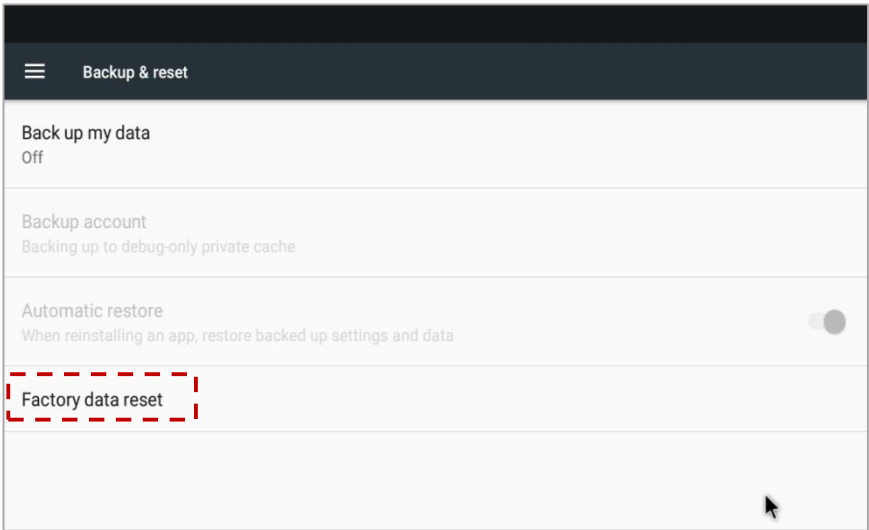 Backup & reset
Back up my data
Off
Backup account
Backing up to debug-only private cache
Automatic restore
When reinstalling an app, restore backed up settings and data
Factory data reset